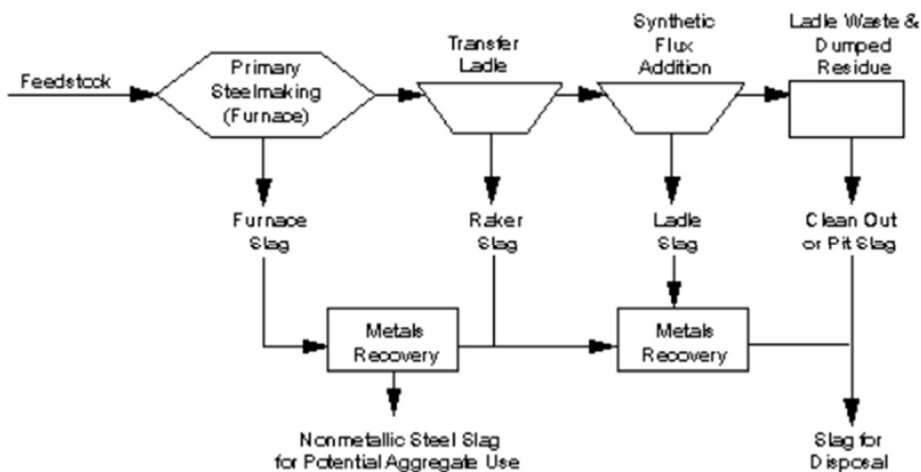 Feedstock
Primary
Steelmaking
(Furnace)
Transfer
Ladle
Synthetic
Flux
Addition
Ladle Waste &
Dumped
Residue
Furnace
Slag
Raker
Slag
Ladle
Slag
Clean Out
or Pit Slag
Metals
Recovery
Metals
Recovery
Nonmetallic Steel Slag
for Potential Aggregate Use
Slag for
Disposal